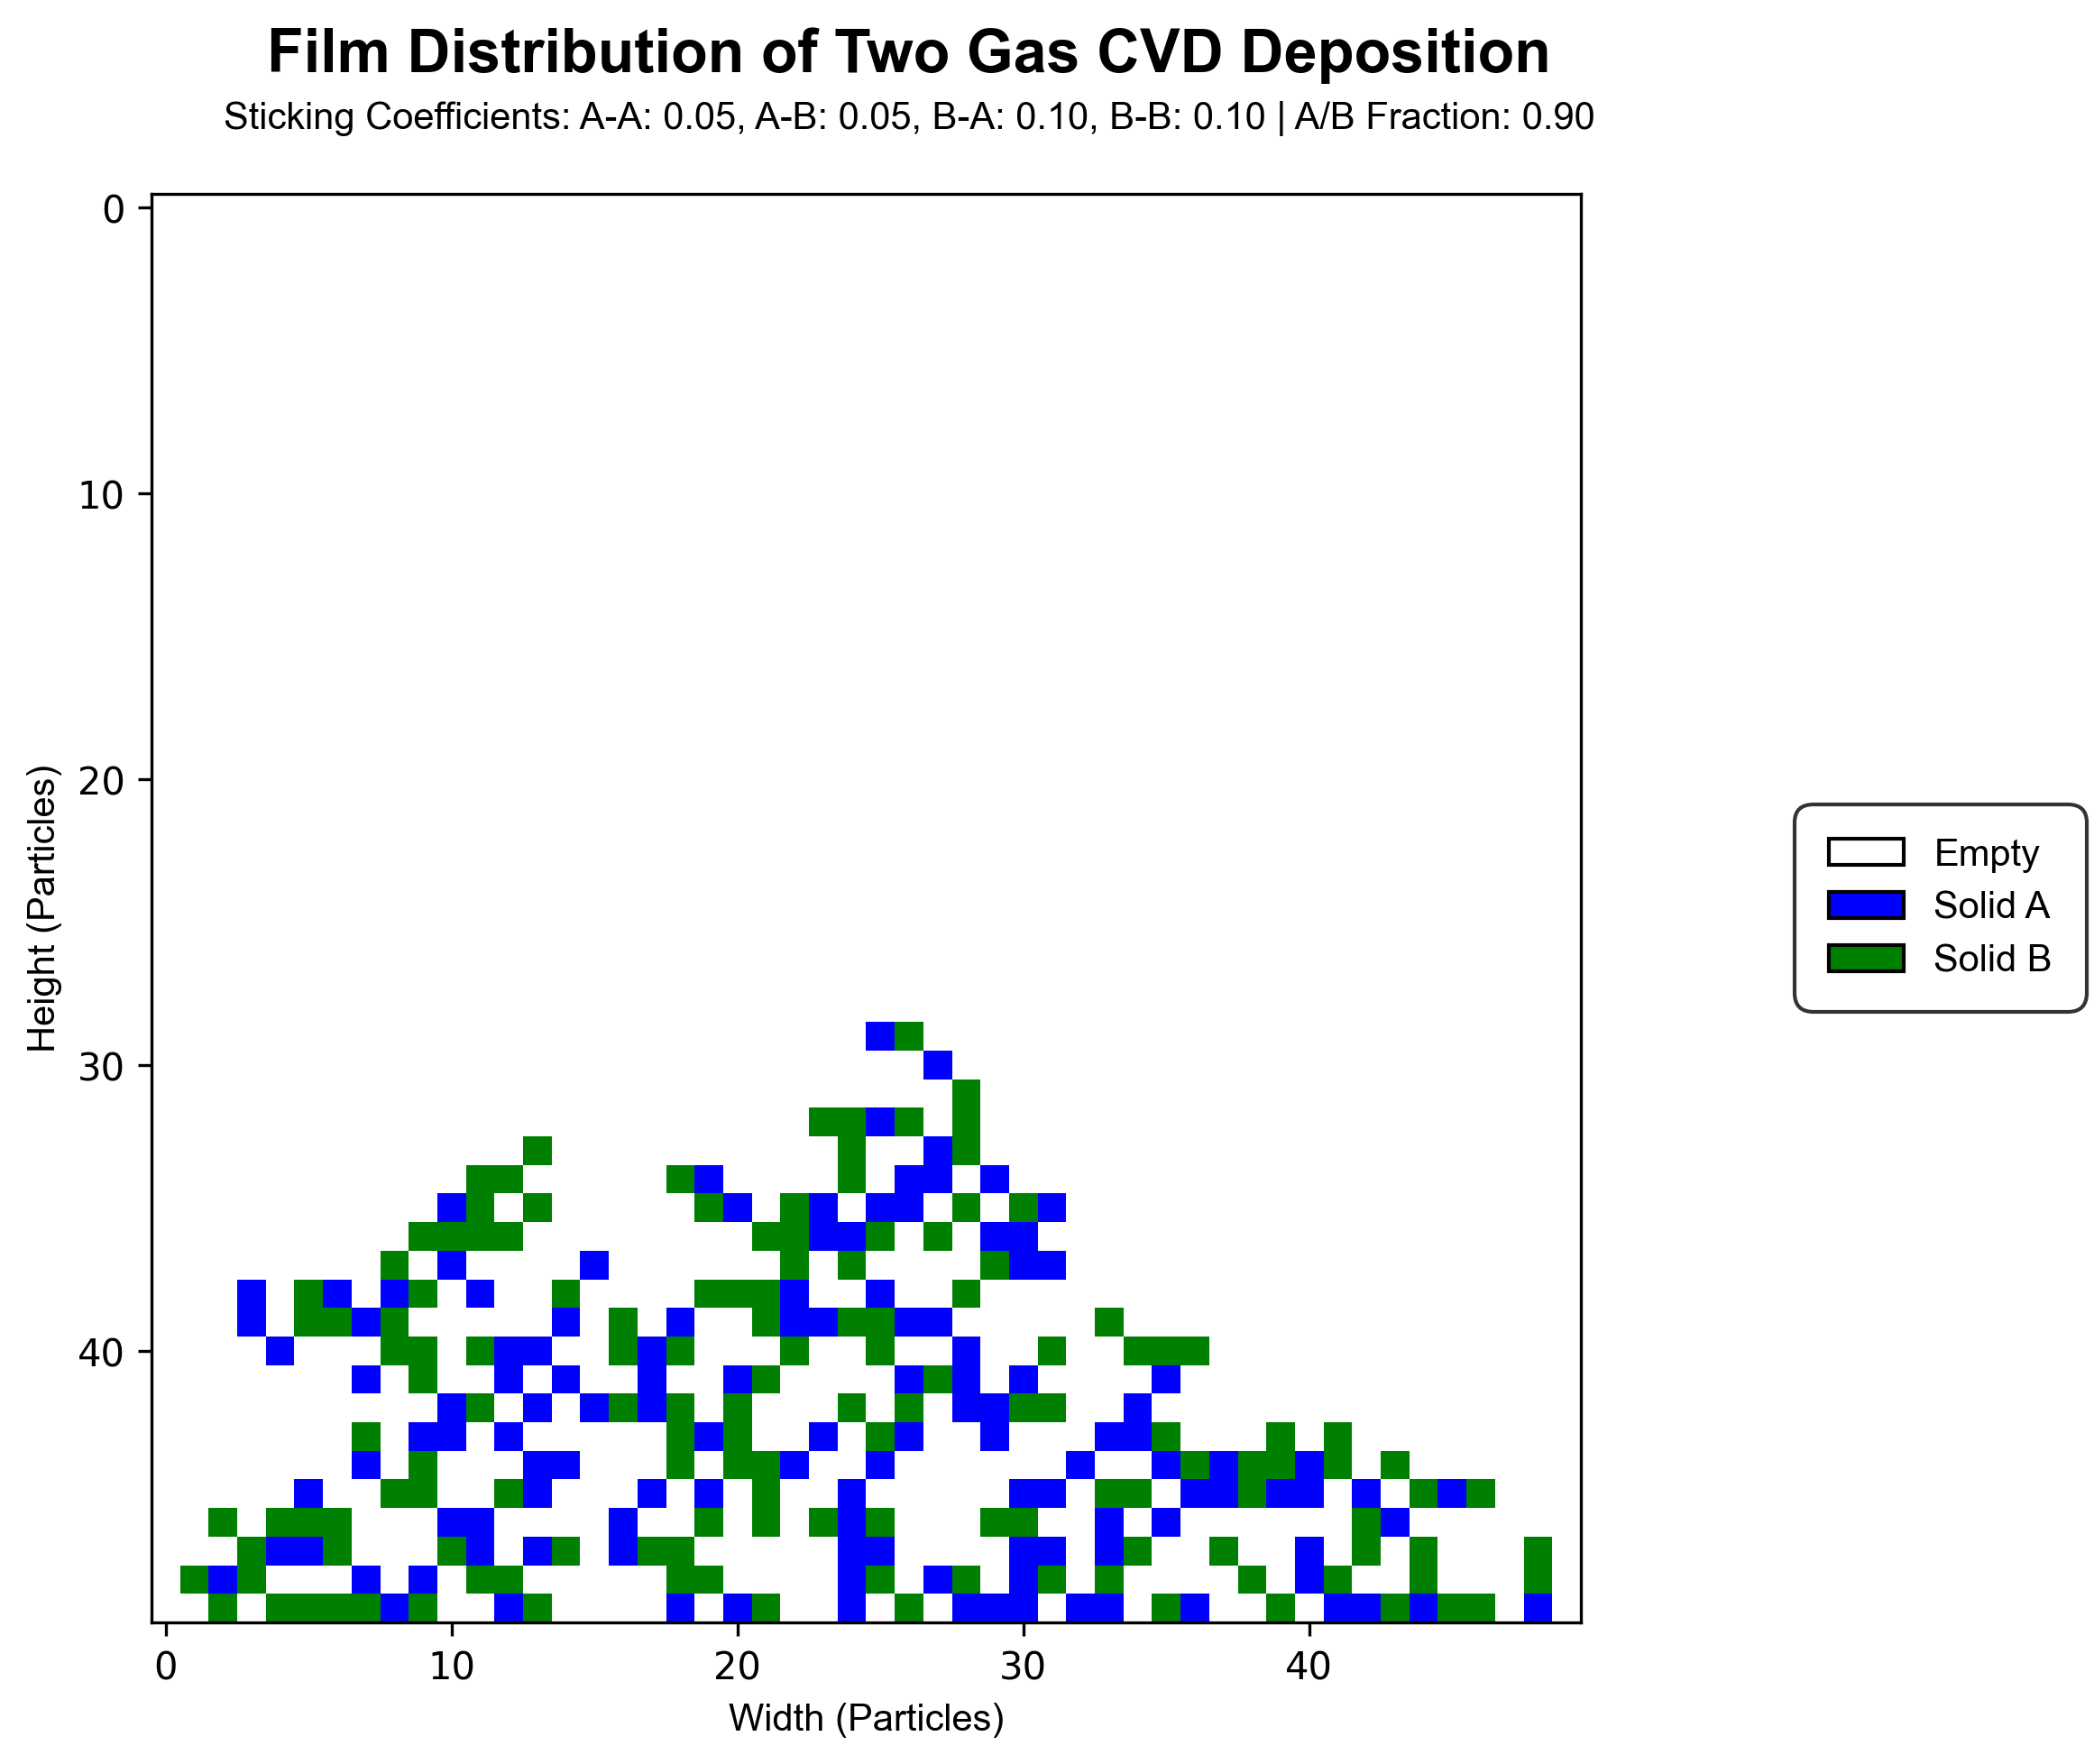 Film Distribution of Two Gas CVD Deposition
Sticking Coefficients: A-A: 0.05, A-B: 0.05, B-A: 0.10, B-B: 0.10 | A/B Fraction: 0.90
0
10
20
30
40
Height (Particles)
0
10
20
30
40
Width (Particles)
Empty
Solid A
Solid B